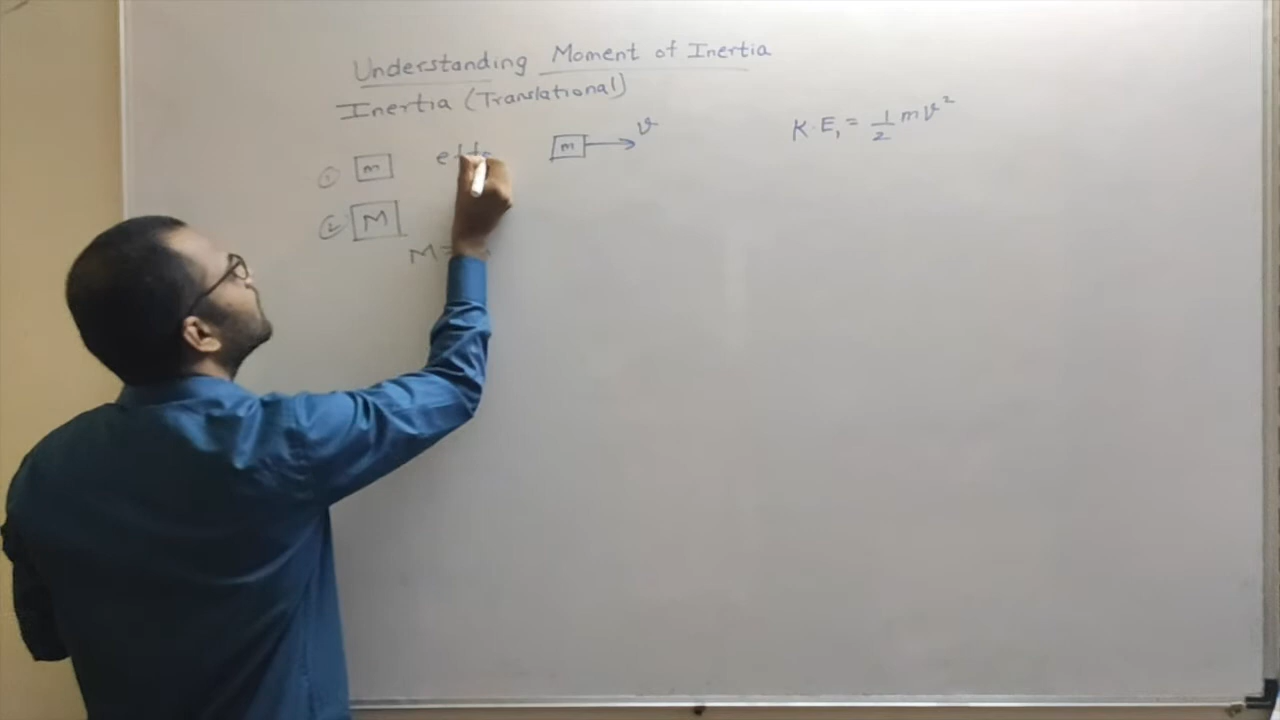 Understanding Moment of Inertia
Inertia (Translational)
① m
m v
K.E₁ = 1/2 mv²
② M
M =